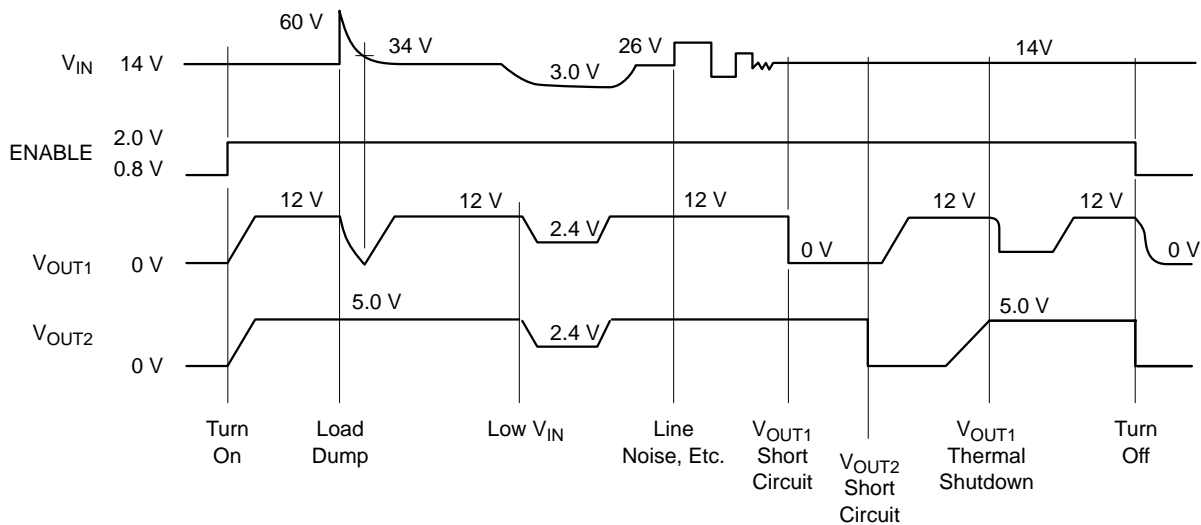 60 V
34 V
26 V
14V
V_IN 14 V
3.0 V
2.0 V
ENABLE
0.8 V
12 V 12 V 12 V 12 V 12 V
2.4 V
V_OUT1 0 V 0 V 0 V
5.0 V 5.0 V
V_OUT2
2.4 V
0 V
Turn
On
Load
Dump
Low V_IN
Line
Noise, Etc.
V_OUT1
Short
Circuit
V_OUT2
Short
Circuit
V_OUT1
Thermal
Shutdown
Turn
Off